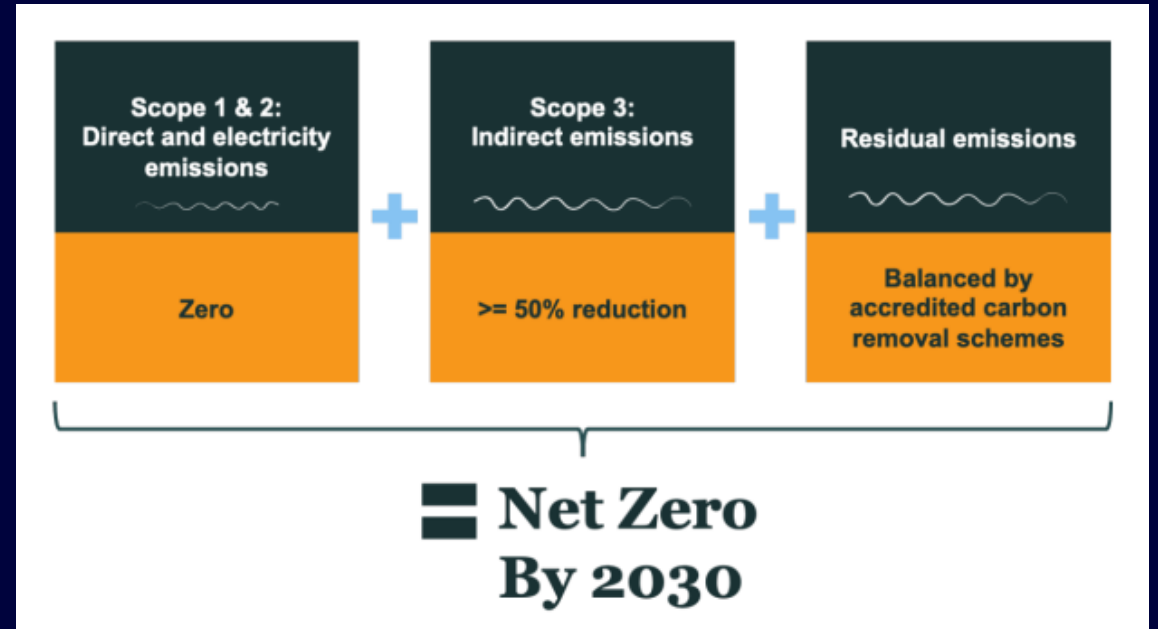 Scope 1 & 2:
Direct and electricity
emissions
Zero
Scope 3:
Indirect emissions
>= 50% reduction
Residual emissions
Balanced by
accredited carbon
removal schemes
= Net Zero
By 2030